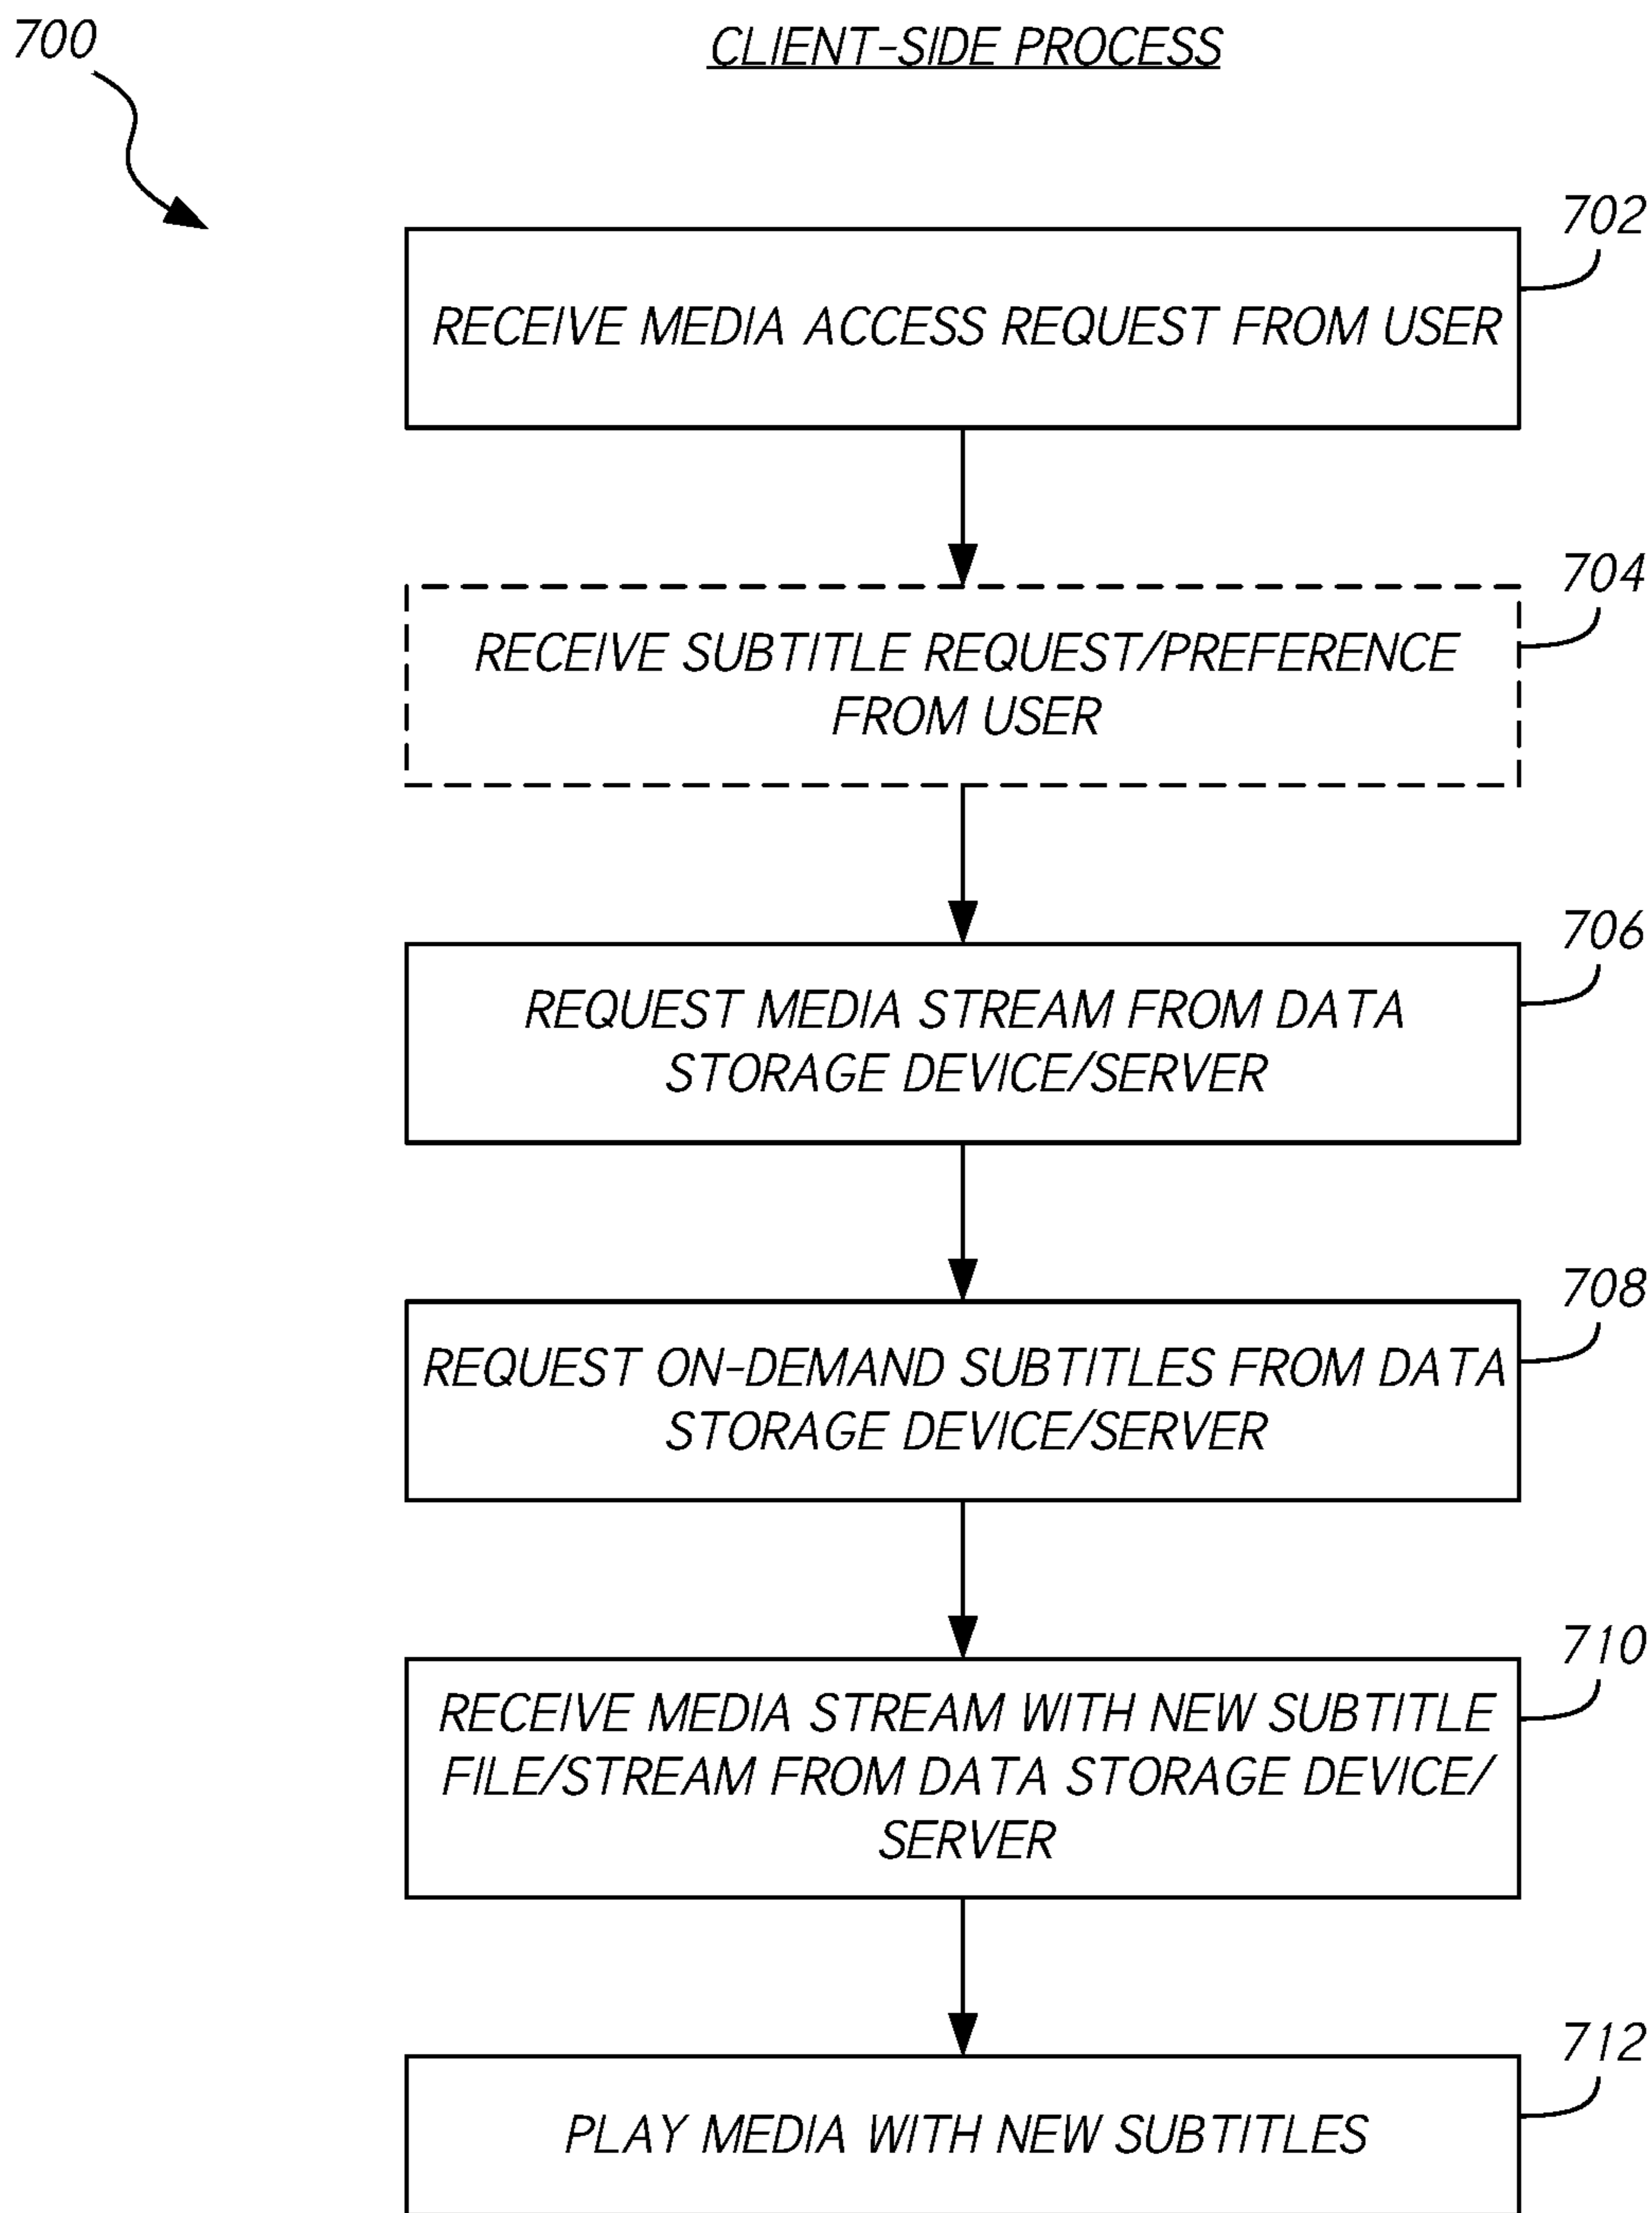 700
CLIENT-SIDE PROCESS
702
RECEIVE MEDIA ACCESS REQUEST FROM USER
704
RECEIVE SUBTITLE REQUEST/PREFERENCE
FROM USER
706
REQUEST MEDIA STREAM FROM DATA
STORAGE DEVICE/SERVER
708
REQUEST ON-DEMAND SUBTITLES FROM DATA
STORAGE DEVICE/SERVER
710
RECEIVE MEDIA STREAM WITH NEW SUBTITLE
FILE/STREAM FROM DATA STORAGE DEVICE/
SERVER
712
PLAY MEDIA WITH NEW SUBTITLES